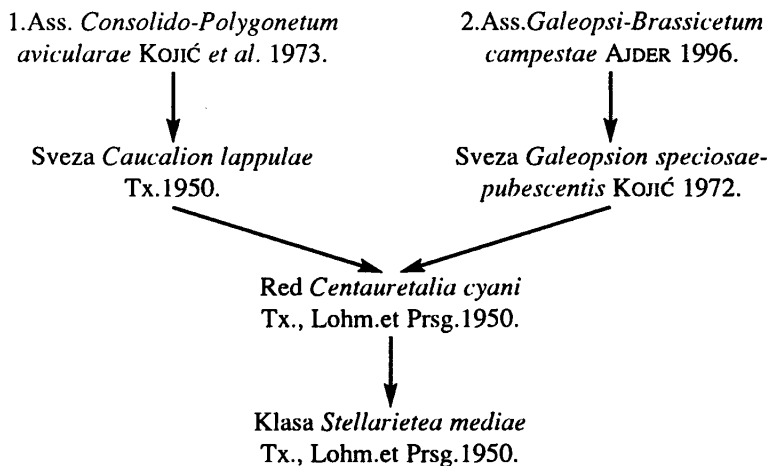 1.Ass. Consolido-Polygonetum
avicularae KOJIĆ et al. 1973.
2.Ass.Galeopsi-Brassicetum
campestae AJDER 1996.
Sveza Caucalion lappulae
Tx.1950.
Sveza Galeopsion speciosae-
pubescentis KOJIĆ 1972.
Red Centauretalia cyani
Tx., Lohm.et Prsg.1950.
Klasa Stellarietea mediae
Tx., Lohm.et Prsg.1950.